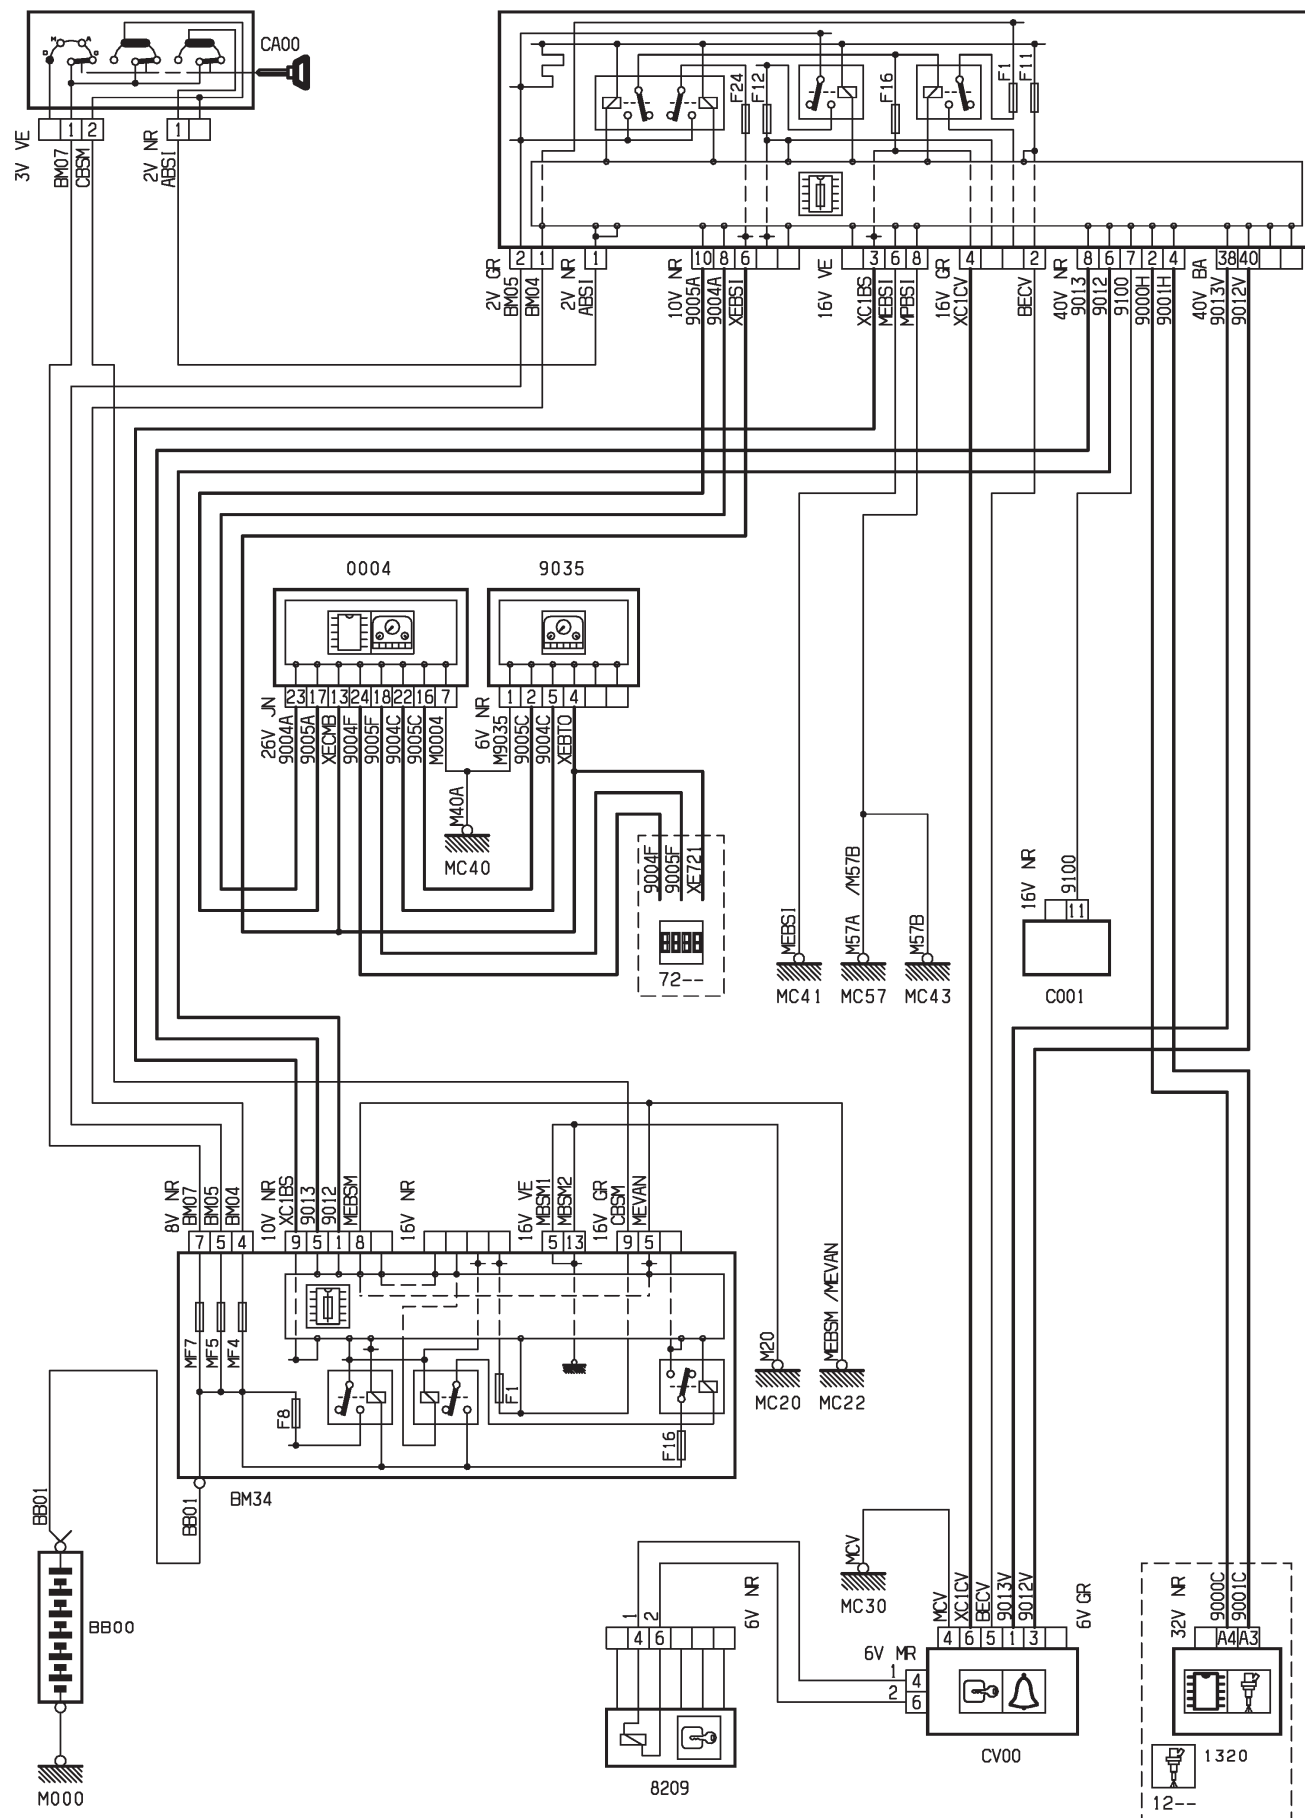 CA00
H A
D
3V VE
1 2
BM07
CBSM
2V NR
1
ABSI
F24
F12
F16
F1
F11
2V GR
2 1
BM05
BM04
2V NR
1
ABSI
10V NR
10 8 6
9005A
9004A
XEBSI
16V VE
3 6 8
XC1BS
MEBSI
MPBSI
16V GR
4 2
XC1CV
BECV
40V NR
8 6 7 2 4
9013
9012
9100
9000H
9001H
40V BA
38 40
9013V
9012V
0004
9035
26V JN
23 17 13 24 18 22 16 7
9004A
9005A
XECMB
9004F
9005F
9004C
9005C
M0004
6V NR
1 2 5 4
M9035
9005C
9004C
XEBTO
M40A
MC40
9004F
9005F
XE721
72--
MEBSI
MC41
M57A /M57B
MC57
M57B
MC43
16V NR
9100
11
C001
8V NR
BM07
BM05
BM04
7 5 4
10V NR
XC1BS
9013
9012
MEBSM
9 5 1 8
16V NR
16V VE
MBSM1
MBSM2
5 13
16V GR
CBSM
MEVAN
9 5
MF7
MF5
MF4
F8
F1
F16
M20
MC20
MEBSM /MEVAN
MC22
BM34
BB01
BB01
BB00
M000
1
2
4 6
6V NR
8209
MCV
MC30
MCV
XC1CV
BECV
9013V
9012V
4 6 5 1 3
6V GR
6V MR
1 4
2 6
CV00
32V NR
9000C
9001C
A4 A3
1320
12--